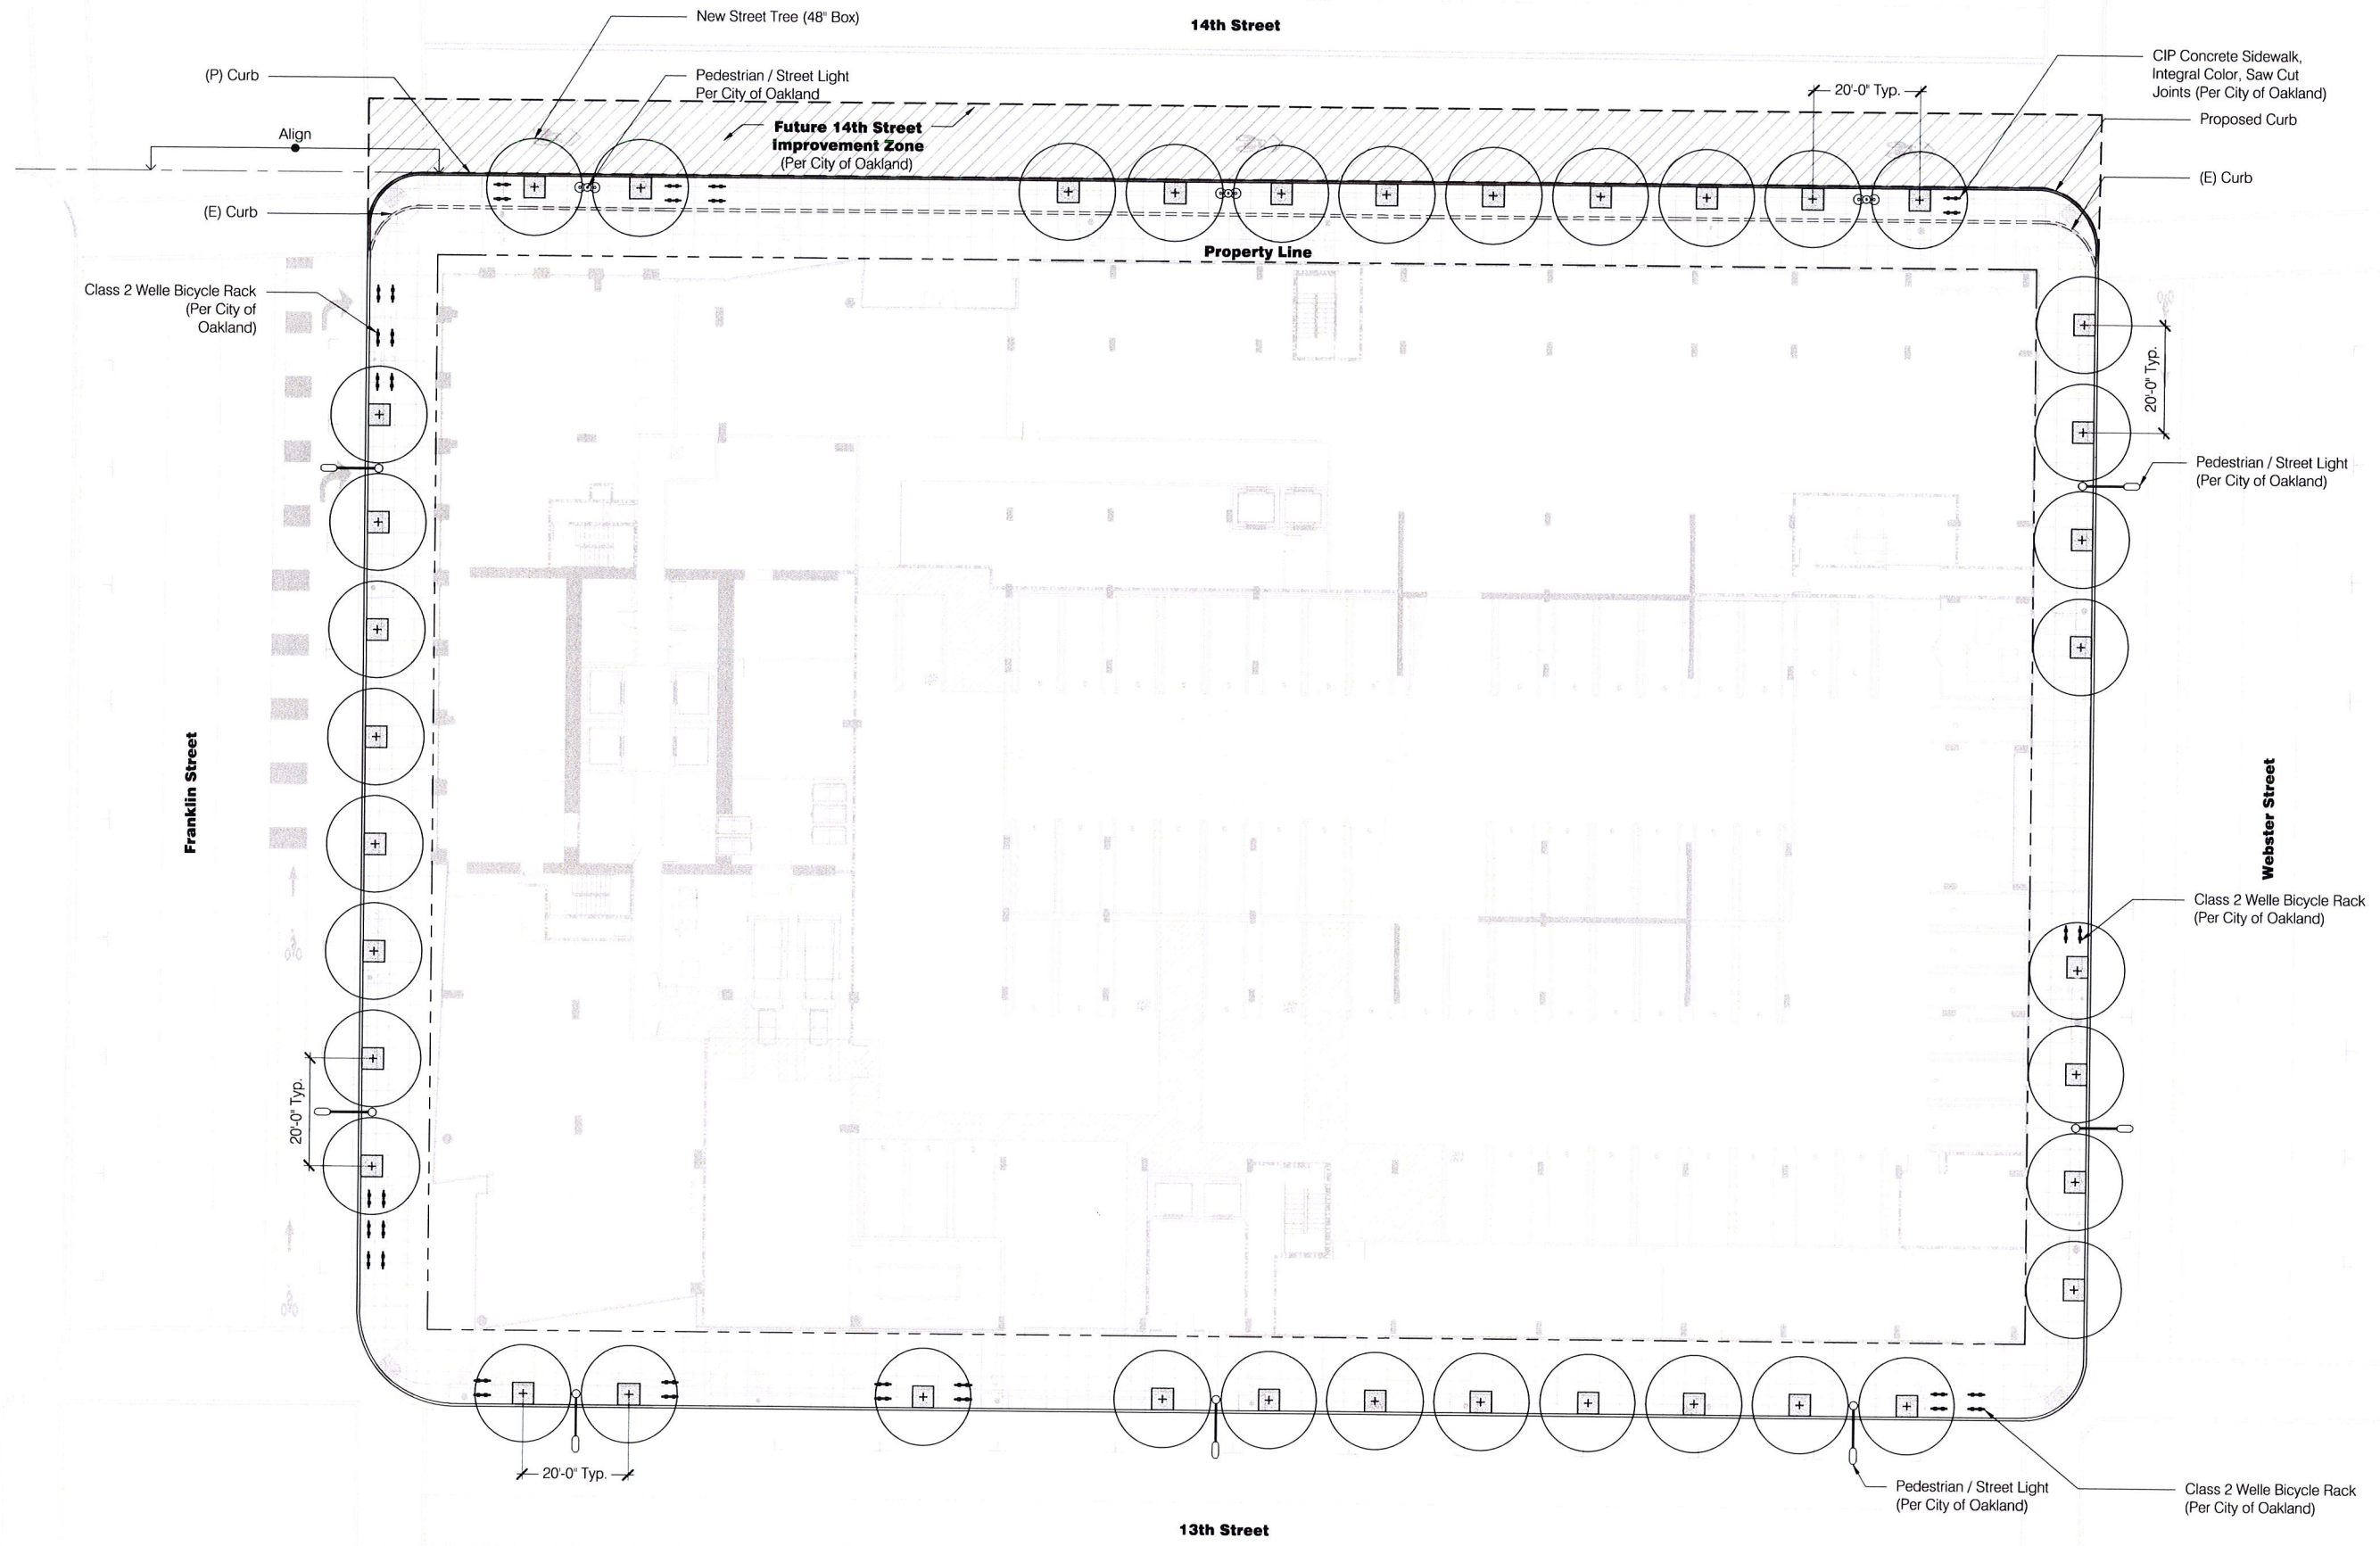 New Street Tree (48" Box)
14th Street
(P) Curb
Pedestrian / Street Light
Per City of Oakland
CIP Concrete Sidewalk,
Integral Color, Saw Cut
Joints (Per City of Oakland)
20'-0" Typ.
Proposed Curb
Align
Future 14th Street
Improvement Zone
(Per City of Oakland)
(E) Curb
(E) Curb
Property Line
Class 2 Welle Bicycle Rack
(Per City of
Oakland)
20'-0" Typ.
Pedestrian / Street Light
(Per City of Oakland)
Franklin Street
Webster Street
Class 2 Welle Bicycle Rack
(Per City of Oakland)
20'-0" Typ.
20'-0" Typ.
Pedestrian / Street Light
(Per City of Oakland)
Class 2 Welle Bicycle Rack
(Per City of Oakland)
13th Street